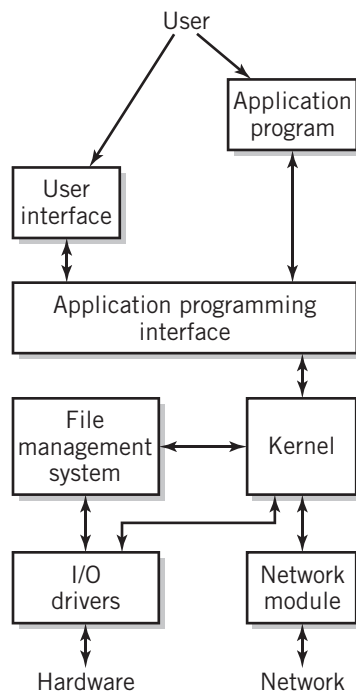 User
Application
program
User
interface
Application programming
interface
File
management
system
Kernel
I/O
drivers
Network
module
Hardware
Network